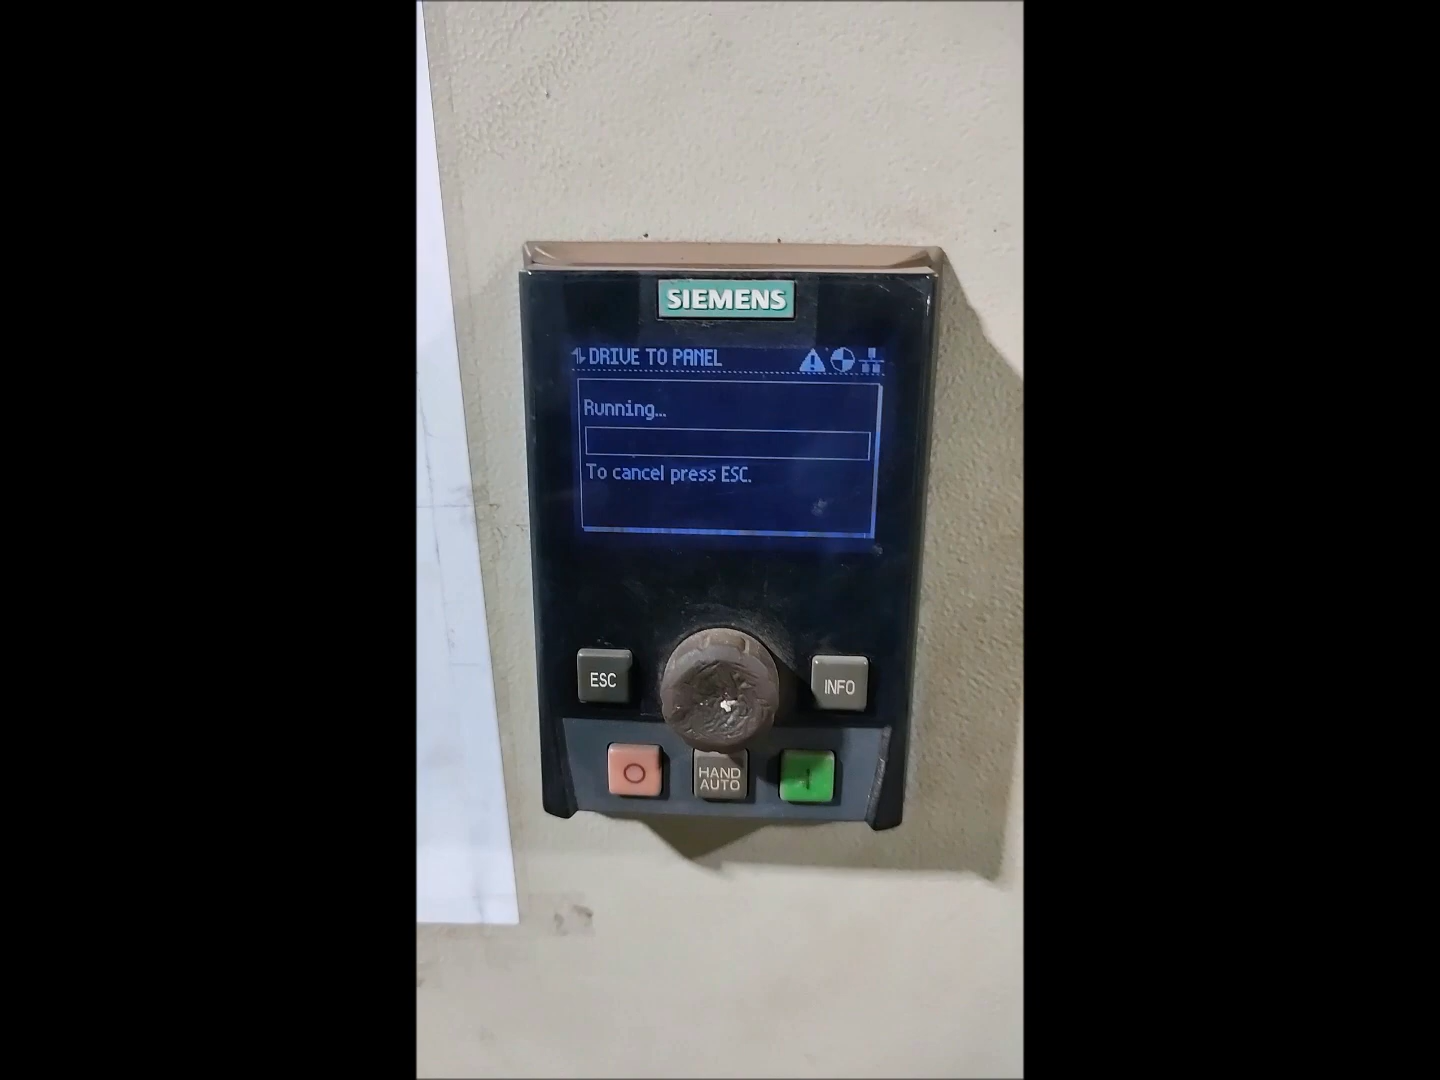 SIEMENS
DRIVE TO PANEL
Running...
To cancel press ESC.
ESC
INFO
HAND
AUTO